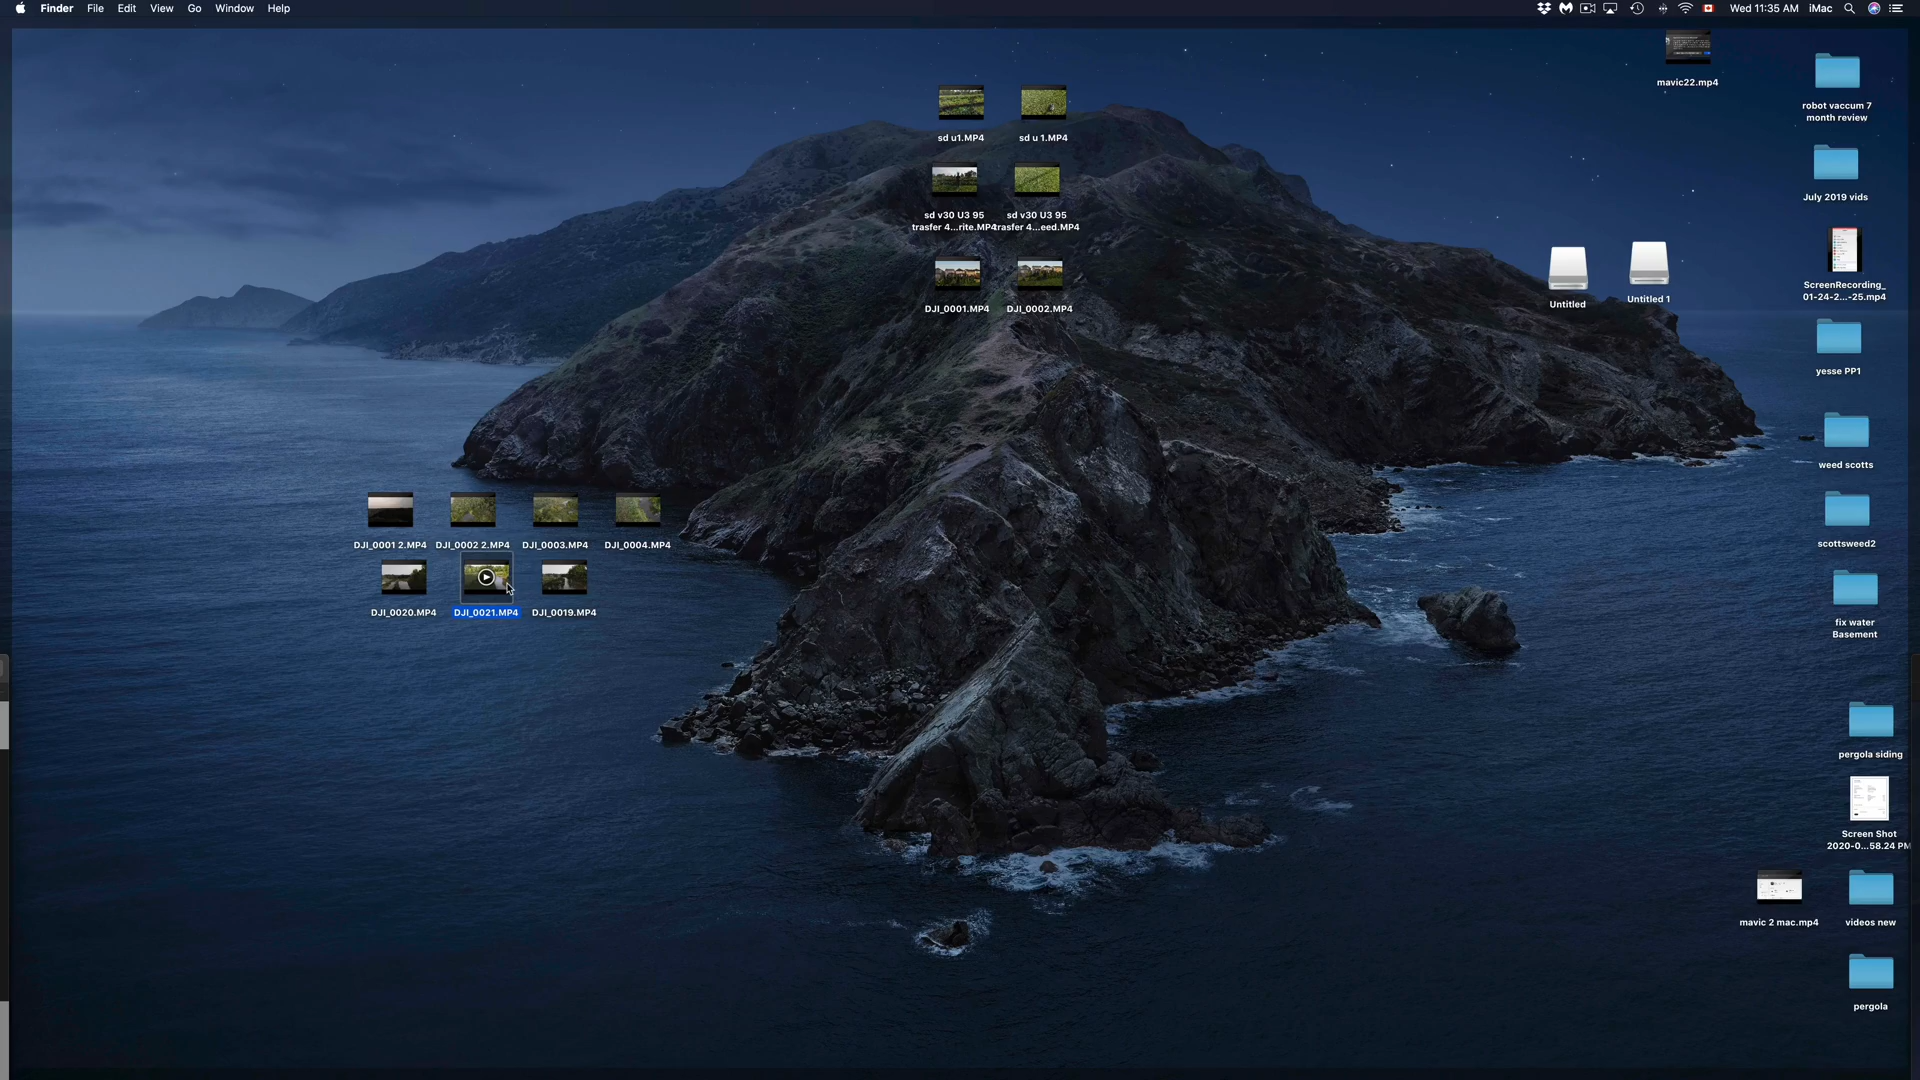 Finder File Edit View Go Window Help
Wed 11:35 AM iMac
mavic22.mp4
robot vaccum 7
month review
sd u1.MP4
sd u 1.MP4
July 2019 vids
sd v30 U3 95
trasfer 4...rite.MP4
sd v30 U3 95
trasfer 4...eed.MP4
DJI_0001.MP4
DJI_0002.MP4
Untitled
Untitled 1
ScreenRecording_
01-24-2...-25.mp4
yesse PP1
weed scotts
scottsweed2
DJI_0001 2.MP4
DJI_0002 2.MP4
DJI_0003.MP4
DJI_0004.MP4
DJI_0020.MP4
DJI_0021.MP4
DJI_0019.MP4
fix water
Basement
pergola siding
Screen Shot
2020-0...58.24 PM
mavic 2 mac.mp4
videos new
pergola